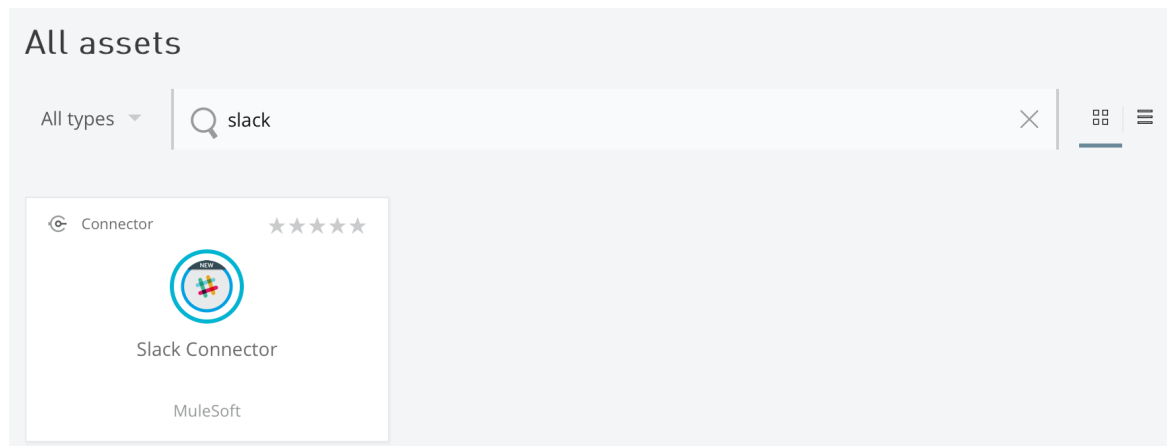 All assets
All types
slack
Connector
NEW
Slack Connector
MuleSoft